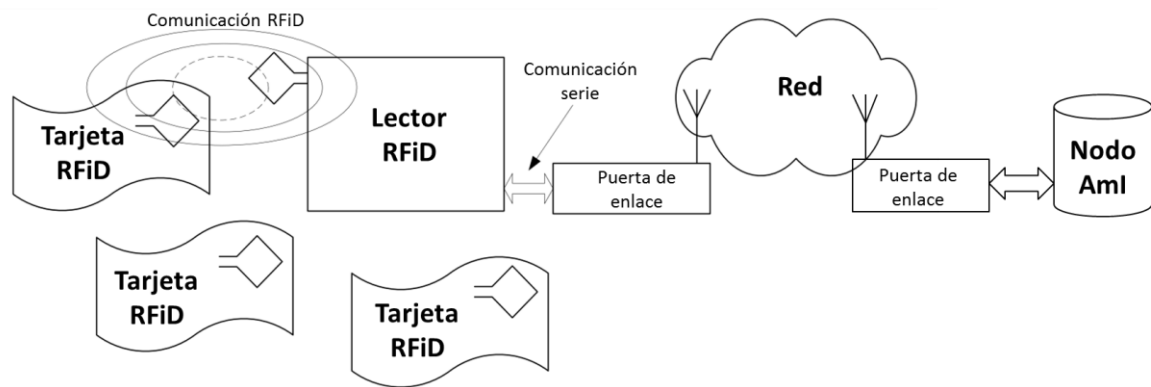 Comunicación RFiD
Tarjeta
RFiD
Lector
RFiD
Comunicación
serie
Puerta de
enlace
Red
Puerta de
enlace
Nodo
AmI
Tarjeta
RFiD
Tarjeta
RFiD